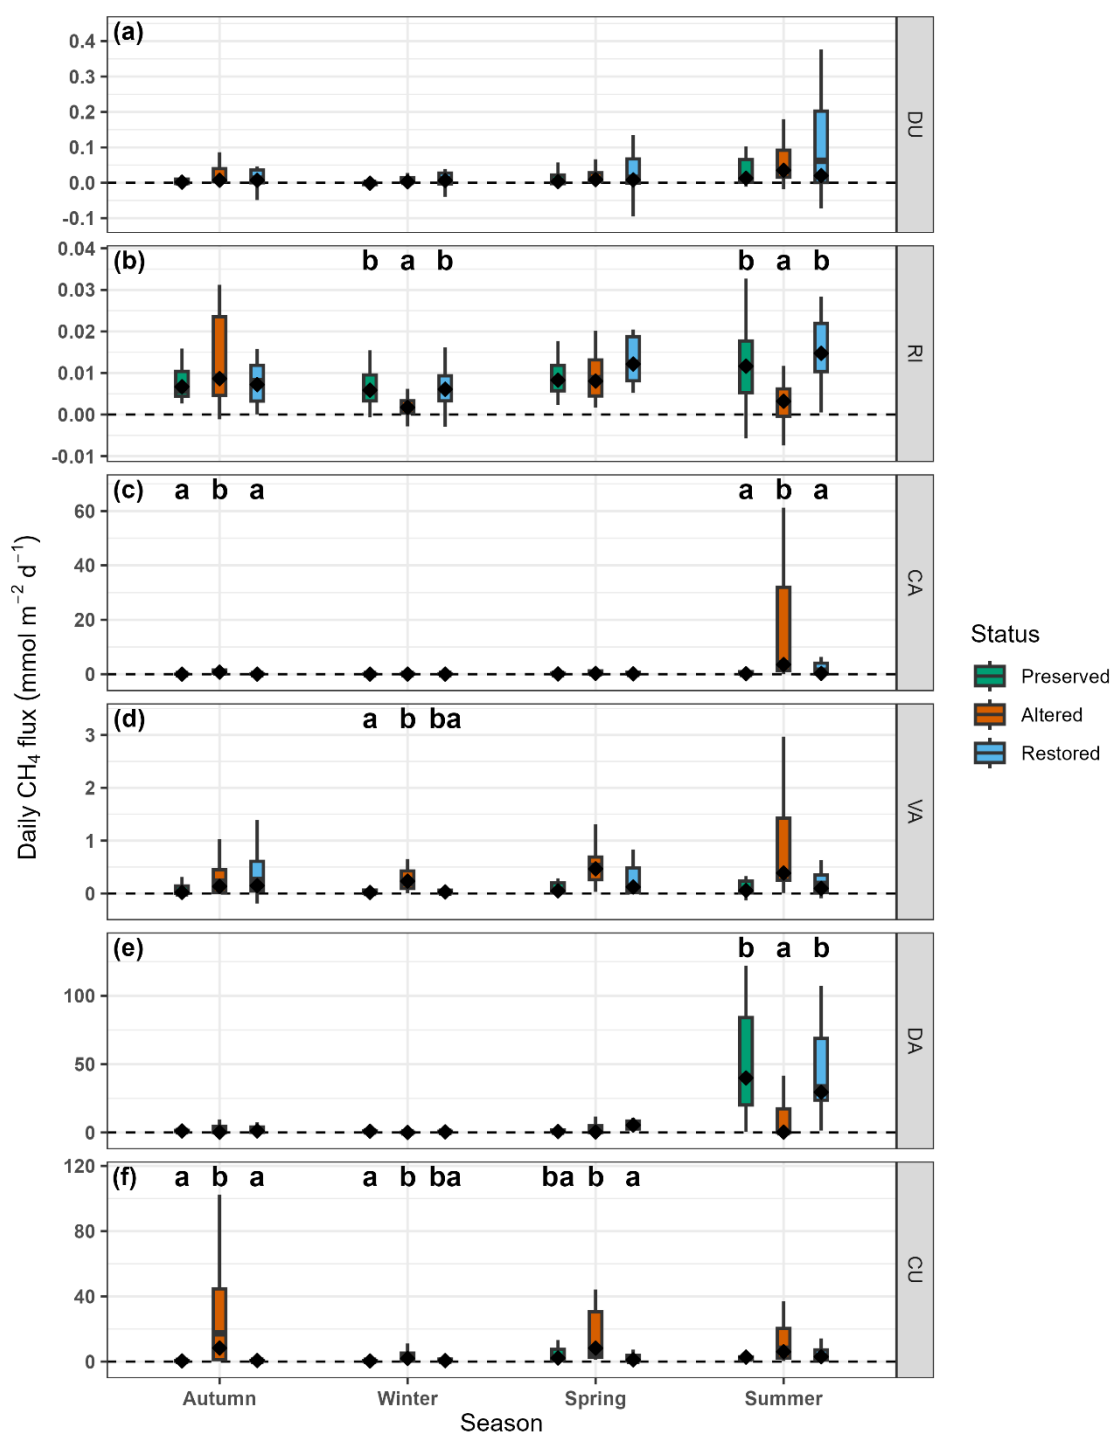 (a)
0.4
0.3
0.2
0.1
0.0
-0.1
DU
(b) b a b b a b
0.04
0.03
0.02
0.01
0.00
-0.01
RI
(c) a b a a b a
60
40
20
0
CA
(d) a b ba
3
2
1
0
VA
(e) b a b
100
50
0
DA
(f) a b a a b ba ba b a
120
80
40
0
CU
Autumn Winter Spring Summer
Season
Daily CH₄ flux (mmol m⁻² d⁻¹)
Status
Preserved
Altered
Restored